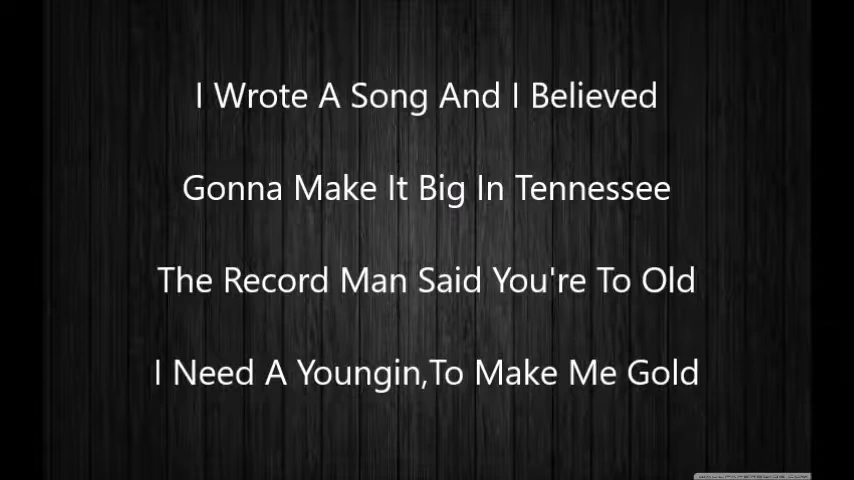 I Wrote A Song And I Believed
Gonna Make It Big In Tennessee
The Record Man Said You're To Old
I Need A Youngin,To Make Me Gold